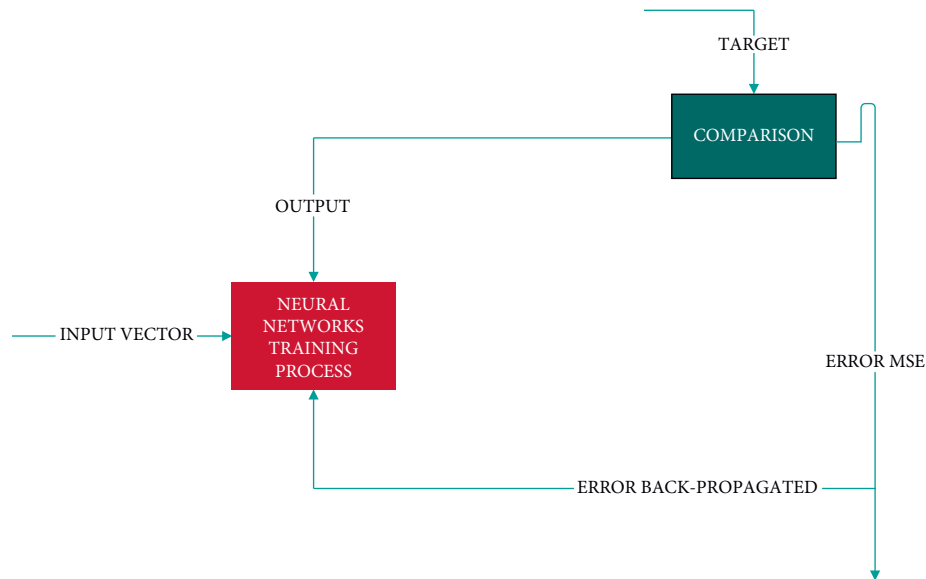 TARGET
COMPARISON
OUTPUT
NEURAL
NETWORKS
TRAINING
PROCESS
INPUT VECTOR
ERROR MSE
ERROR BACK-PROPAGATED